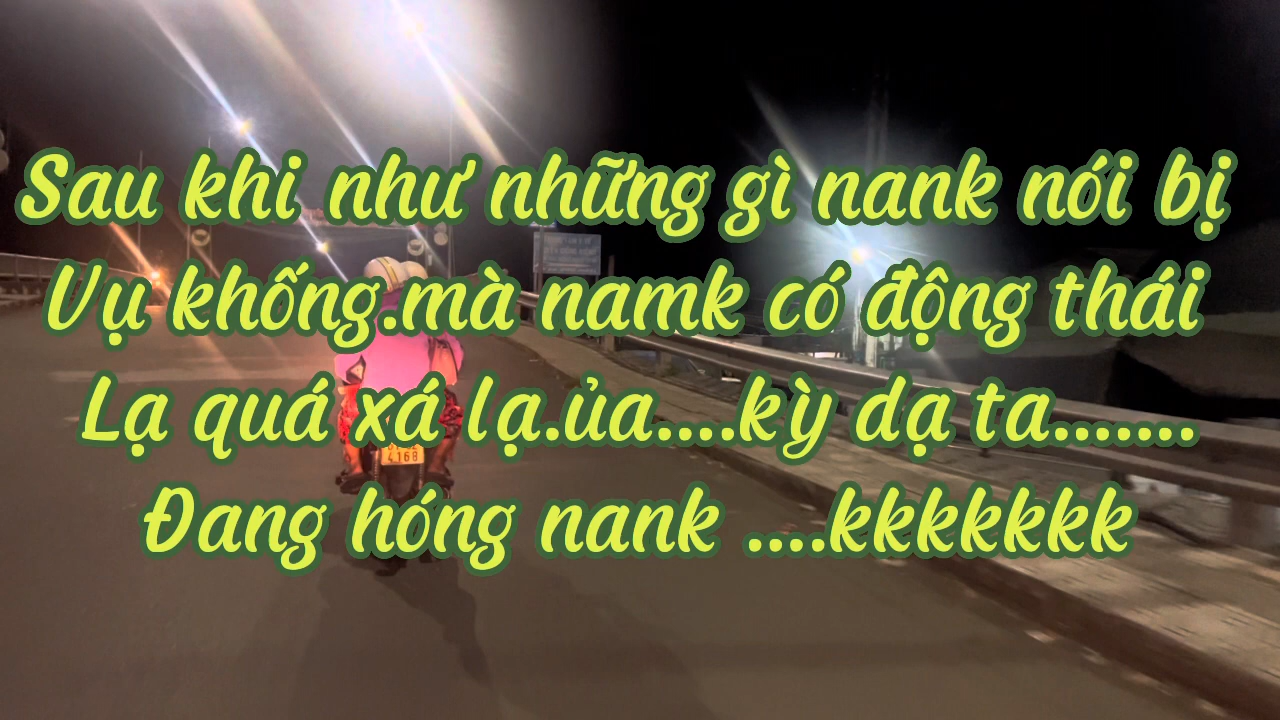 Sau khi như những gì nank nói bị
Vụ khống.mà namk có động thái
Lạ quá xá lạ.ủa....kỳ dạ ta.......
Đang hóng nank ....kkkkkkk
4168